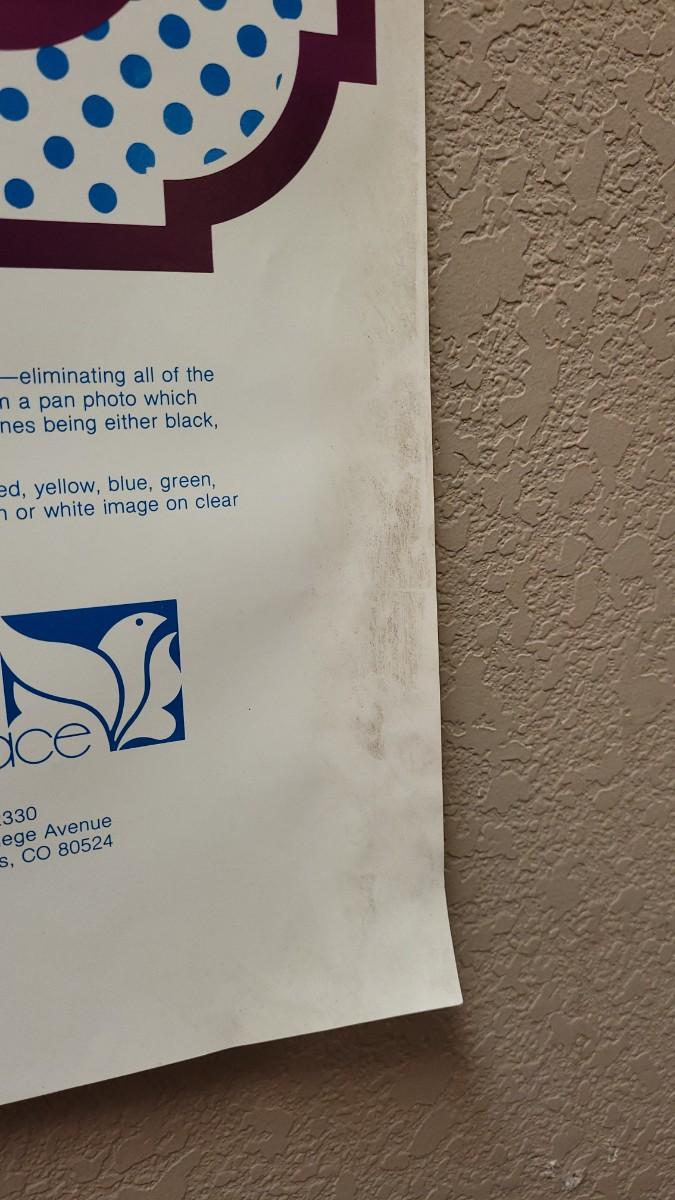 —eliminating all of the
n a pan photo which
nes being either black,
ed, yellow, blue, green,
n or white image on clear
ace
330
ege Avenue
s, CO 80524